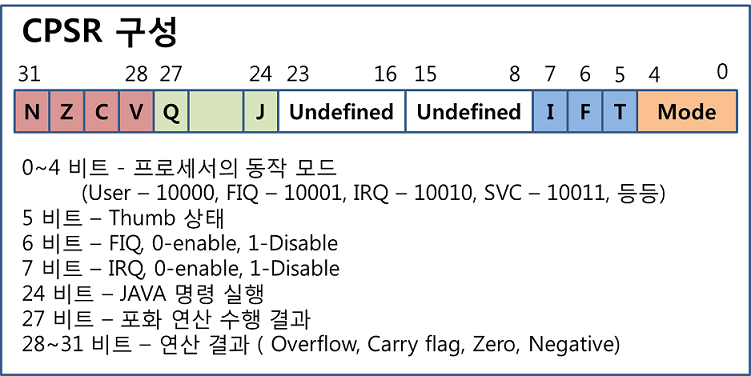 CPSR 구성
31 28 27 24 23 16 15 8 7 6 5 4 0
N Z C V Q J Undefined Undefined I F T Mode
0~4 비트 - 프로세서의 동작 모드
(User – 10000, FIQ – 10001, IRQ – 10010, SVC – 10011, 등등)
5 비트 – Thumb 상태
6 비트 – FIQ, 0-enable, 1-Disable
7 비트 – IRQ, 0-enable, 1-Disable
24 비트 – JAVA 명령 실행
27 비트 – 포화 연산 수행 결과
28~31 비트 – 연산 결과 ( Overflow, Carry flag, Zero, Negative)